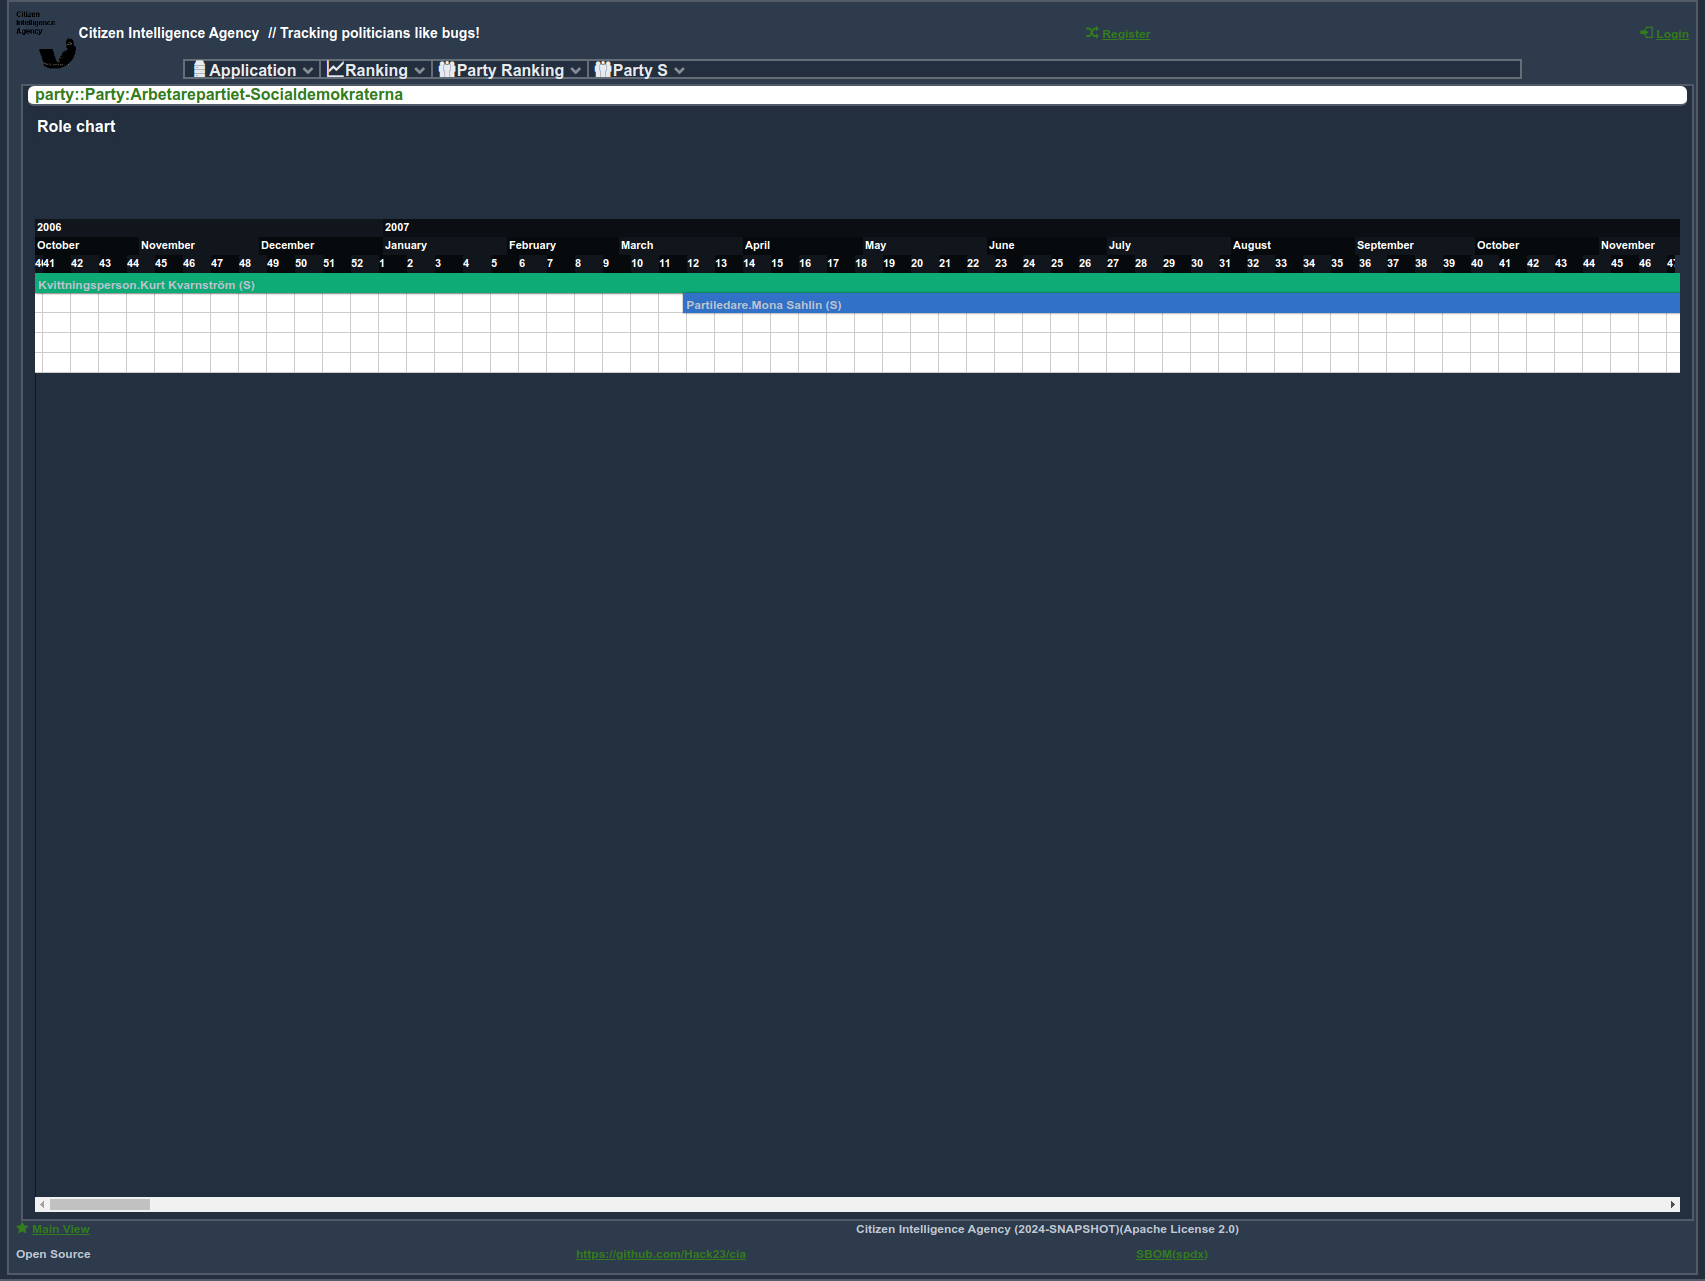 Citizen
Intelligence
Agency
Citizen Intelligence Agency // Tracking politicians like bugs!
Register
Login
Application
Ranking
Party Ranking
Party S
party::Party:Arbetarepartiet-Socialdemokraterna
Role chart
2006 2007
October November December January February March April May June July August September October November
41 42 43 44 45 46 47 48 49 50 51 52 1 2 3 4 5 6 7 8 9 10 11 12 13 14 15 16 17 18 19 20 21 22 23 24 25 26 27 28 29 30 31 32 33 34 35 36 37 38 39 40 41 42 43 44 45 46
Kvittningsperson.Kurt Kvarnström (S)
Partiledare.Mona Sahlin (S)
Main View
Citizen Intelligence Agency (2024-SNAPSHOT)(Apache License 2.0)
Open Source
https://github.com/Hack23/cia
SBOM(spdx)